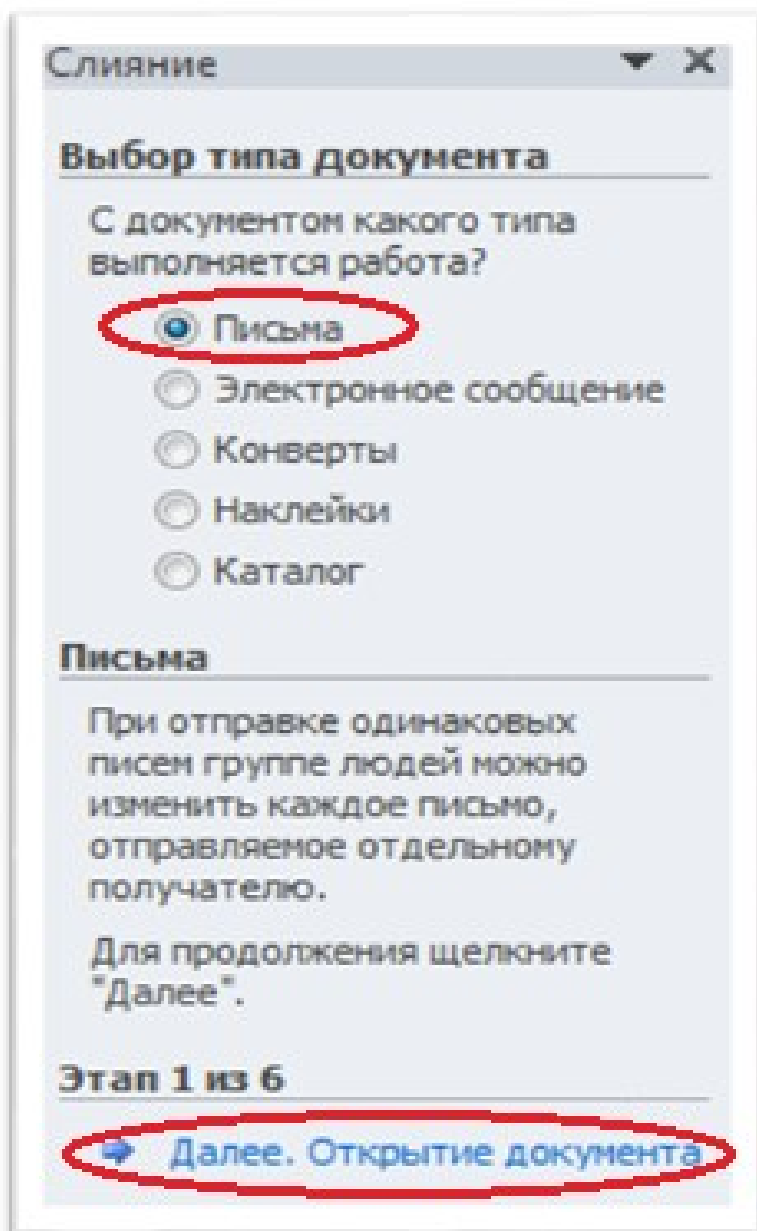 Слияние
Выбор типа документа
С документом какого типа
выполняется работа?
Письма
Электронное сообщение
Конверты
Наклейки
Каталог
Письма
При отправке одинаковых
писем группе людей можно
изменить каждое письмо,
отправляемое отдельному
получателю.
Для продолжения щелкните
"Далее".
Этап 1 из 6
Далее. Открытие документа